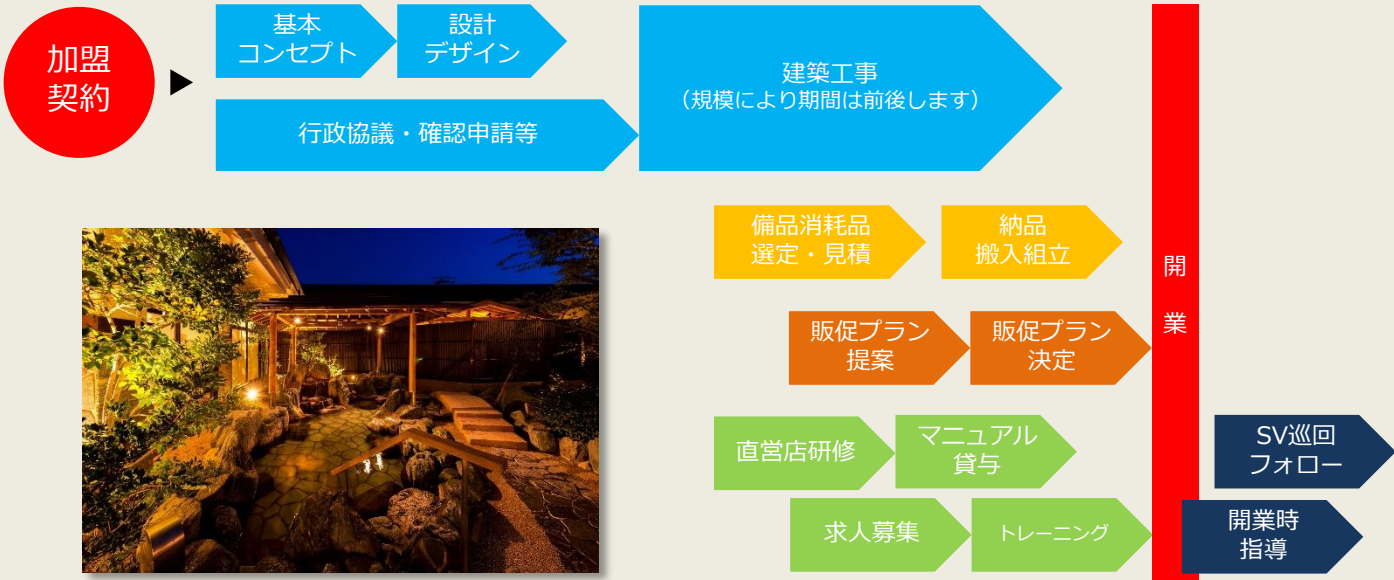 加盟
契約
基本
コンセプト
設計
デザイン
行政協議・確認申請等
建築工事
（規模により期間は前後します）
備品消耗品
選定・見積
納品
搬入組立
販促プラン
提案
販促プラン
決定
直営店研修
マニュアル
貸与
求人募集
トレーニング
開
業
SV巡回
フォロー
開業時
指導